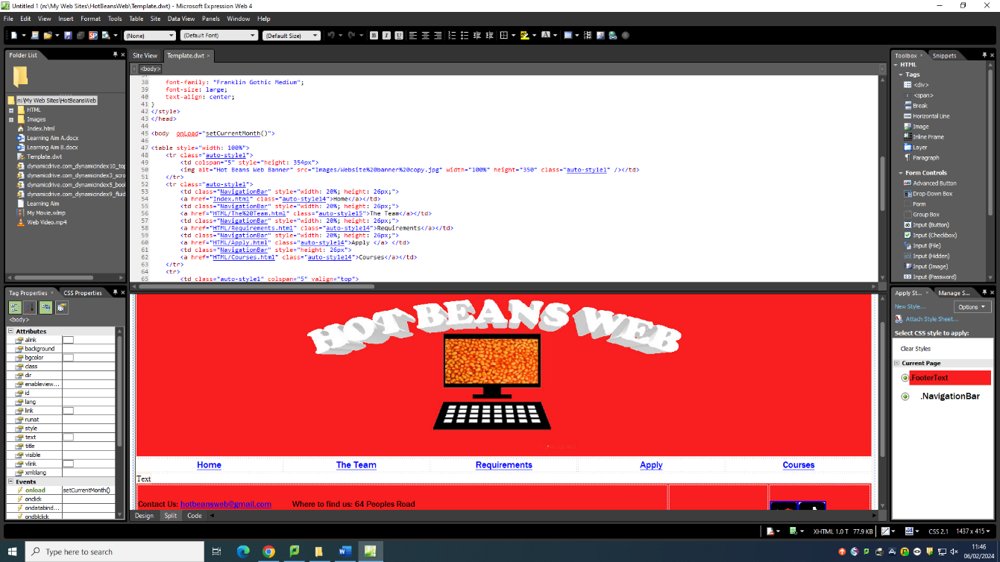 Untitled 1 (n:\My Web Sites\HotBeansWeb\Template.dwt) - Microsoft Expression Web 4
File Edit View Insert Format Tools Table Site Data View Panels Window Help
(None) (Default Font) (Default Size)
Folder List
n:\My Web Sites\HotBeansWeb
HTML
Images
Index.html
Learning Aim A.docx
Learning Aim B.docx
Template.dwt
dynamicdrive.com_dynamicindex10_top
dynamicdrive.com_dynamicindex3_scro
dynamicdrive.com_dynamicindex5_bool
dynamicdrive.com_dynamicindex9_fluid
Learning Aim
My Movie.wlmp
Web Video.mp4
Site View Template.dwt
<body>
38 font-family: "Franklin Gothic Medium";
39 font-size: large;
40 text-align: center;
41 }
42 </style>
43 </head>
44
45 <body onLoad="setCurrentMonth()">
46
47 <table style="width: 100%">
48 <tr class="auto-style1">
49 <td colspan="5" style="height: 354px">
50 <img alt="Hot Beans Web Banner" src="Images/Website%20banner%20copy.jpg" width="100%" height="350" class="auto-style1" /></td>
51 </tr>
52 <tr class="auto-style1">
53 <td class="NavigationBar" style="width: 20%; height: 26px;">
54 <a href="Index.html" class="auto-style14">Home</a></td>
55 <td class="NavigationBar" style="width: 20%; height: 26px;">
56 <a href="HTML/The%20Team.html" class="auto-style15">The Team</a></td>
57 <td class="NavigationBar" style="width: 20%; height: 26px;">
58 <a href="HTML/Requirements.html" class="auto-style14">Requirements</a></td>
59 <td class="NavigationBar" style="width: 20%; height: 26px;">
60 <a href="HTML/Apply.html" class="auto-style14">Apply </a> </td>
61 <td class="NavigationBar" style="height: 26px">
62 <a href="HTML/Courses.html" class="auto-style14">Courses</a></td>
63 </tr>
64 <tr>
65 <td class="auto-style1" colspan="5" valign="top">
Tag Properties CSS Properties
<body>
Attributes
alink
background
bgcolor
class
dir
enableview...
id
lang
link
runat
style
text
title
visible
vlink
xml:lang
Events
onload setCurrentMonth()
onclick
ondatabind...
ondblclick
HOT BEANS WEB
Home The Team Requirements Apply Courses
Text
Contact Us: hotbeansweb@gmail.com Where to find us: 64 Peoples Road
Design Split Code
Toolbox Snippets
HTML
Tags
<div>
<span>
Break
Horizontal Line
Image
Inline Frame
Layer
Paragraph
Form Controls
Advanced Button
Drop-Down Box
Form
Group Box
Input (Button)
Input (Checkbox)
Input (File)
Input (Hidden)
Input (Image)
Input (Password)
Apply St... Manage S...
New Style... Options
Attach Style Sheet...
Select CSS style to apply:
Clear Styles
Current Page
.FooterText
.NavigationBar
XHTML 1.0 T 77.9 KB CSS 2.1 1437 x 415
Type here to search
11:46
06/02/2024